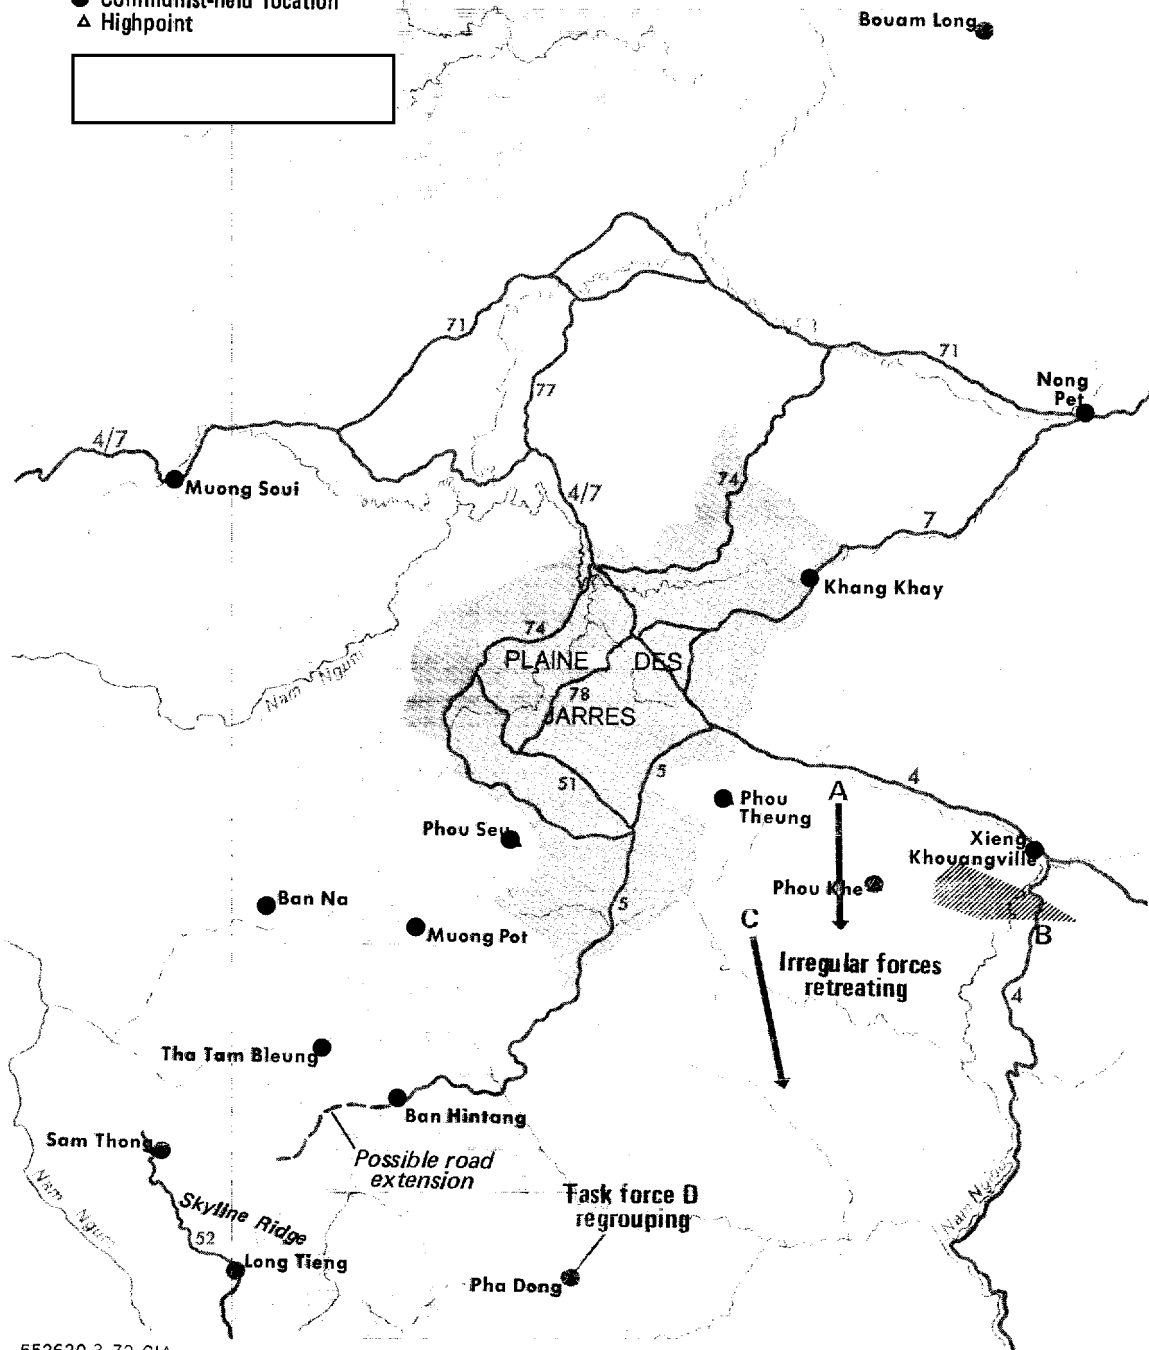 Communist-held location
Highpoint
Bouam Long
71
71
77
Nong
Pet
4/7
Muong Soui
4/7
74
7
Khang Khay
74
PLAINE DES
Nam Ngum
78
JARRES
51
5
4
A
Phou
Theung
Phou Seu
Xieng
Khouangville
Phou Khe
Ban Na
5
C
Muong Pot
B
Irregular forces
retreating
4
Tha Tam Bleung
Ban Hintang
Sam Thong
Possible road
extension
Nam Ngum
Skyline Ridge
Task force D
regrouping
52
Long Tieng
Pha Dong